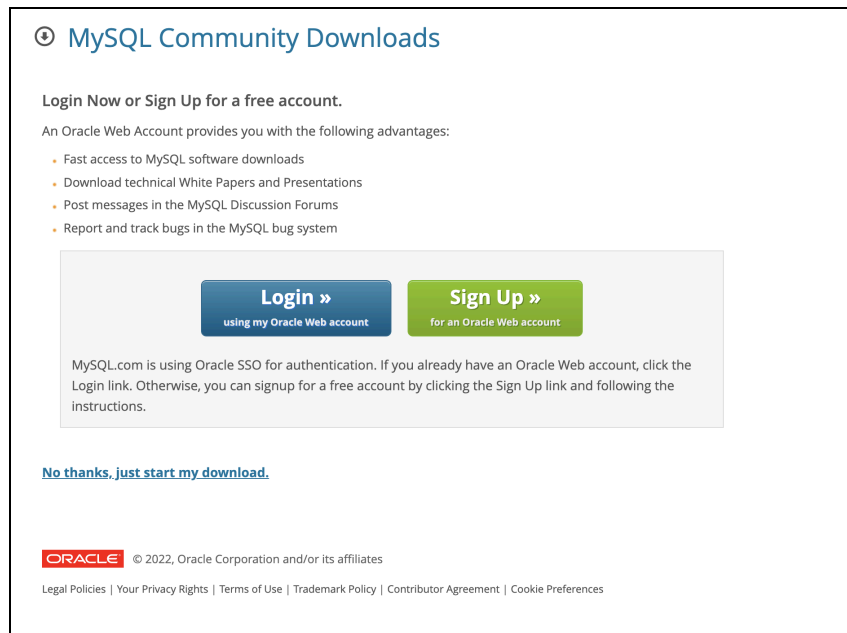 MySQL Community Downloads
Login Now or Sign Up for a free account.
An Oracle Web Account provides you with the following advantages:
Fast access to MySQL software downloads
Download technical White Papers and Presentations
Post messages in the MySQL Discussion Forums
Report and track bugs in the MySQL bug system
Login »
using my Oracle Web account
Sign Up »
for an Oracle Web account
MySQL.com is using Oracle SSO for authentication. If you already have an Oracle Web account, click the
Login link. Otherwise, you can signup for a free account by clicking the Sign Up link and following the
instructions.
No thanks, just start my download.
ORACLE © 2022, Oracle Corporation and/or its affiliates
Legal Policies | Your Privacy Rights | Terms of Use | Trademark Policy | Contributor Agreement | Cookie Preferences